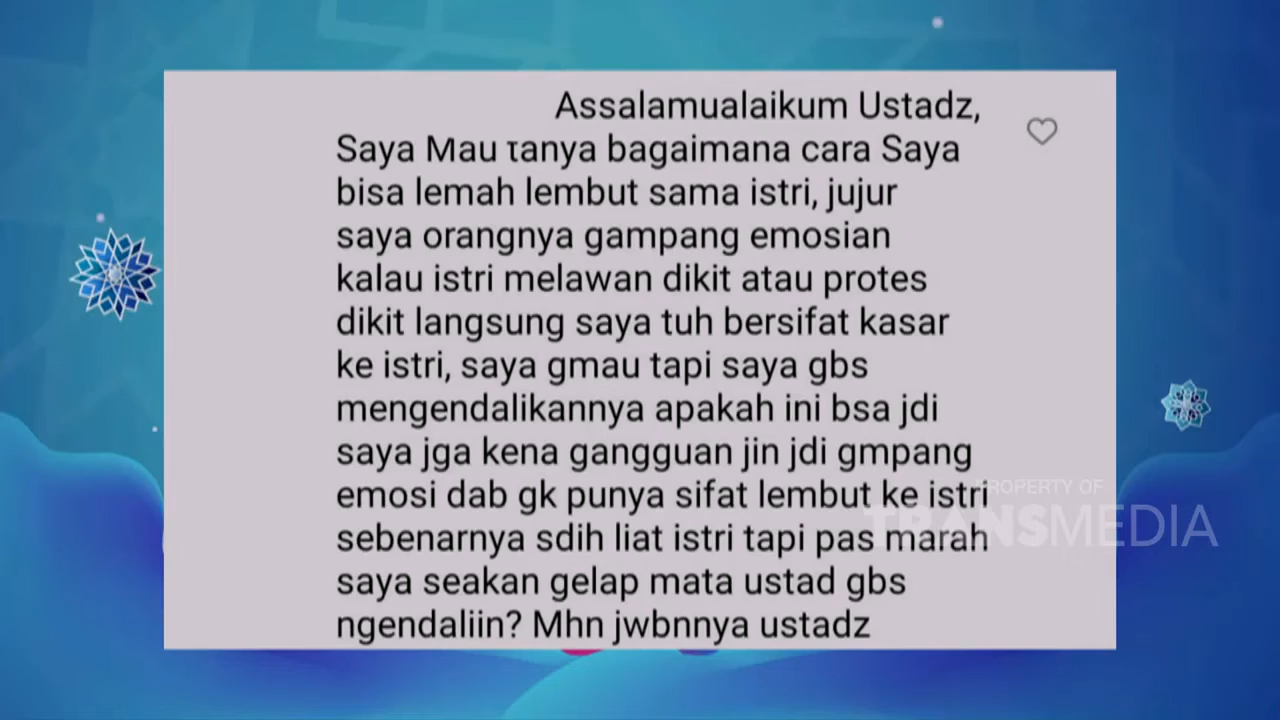 Assalamualaikum Ustadz,
Saya Mau τanya bagaimana cara Saya
bisa lemah lembut sama istri, jujur
saya orangnya gampang emosian
kalau istri melawan dikit atau protes
dikit langsung saya tuh bersifat kasar
ke istri, saya gmau tapi saya gbs
mengendalikannya apakah ini bsa jdi
saya jga kena gangguan jin jdi gmpang
emosi dab gk punya sifat lembut ke istri
sebenarnya sdih liat istri tapi pas marah
saya seakan gelap mata ustad gbs
ngendaliin? Mhn jwbnnya ustadz
PROPERTY OF
TRANSMEDIA